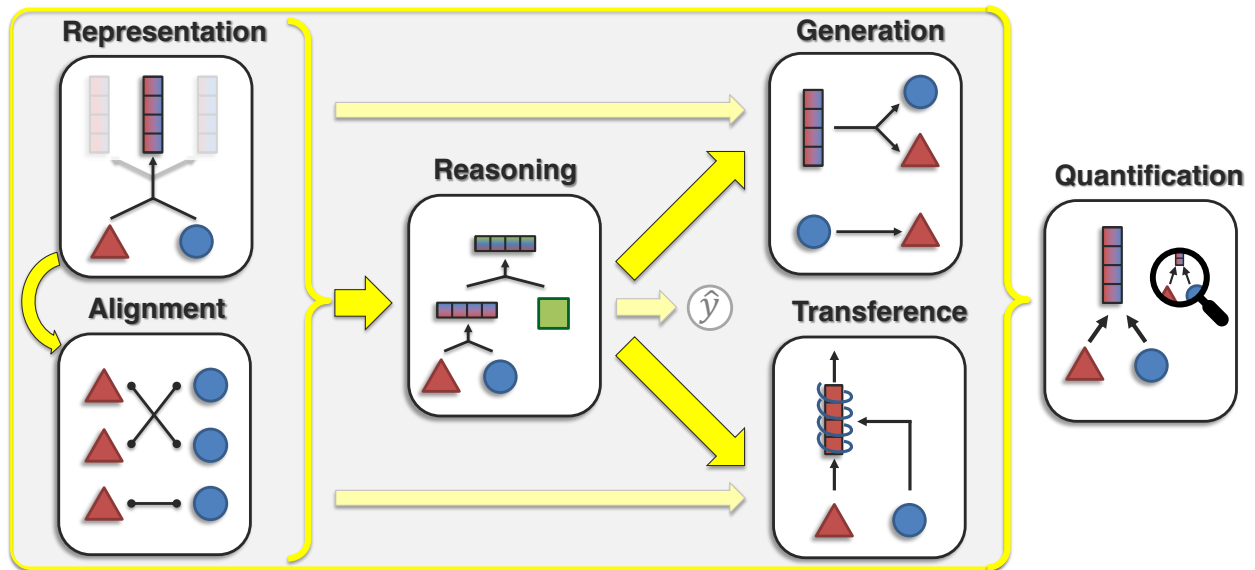 Representation
Alignment
Reasoning
ŷ
Generation
Transference
Quantification